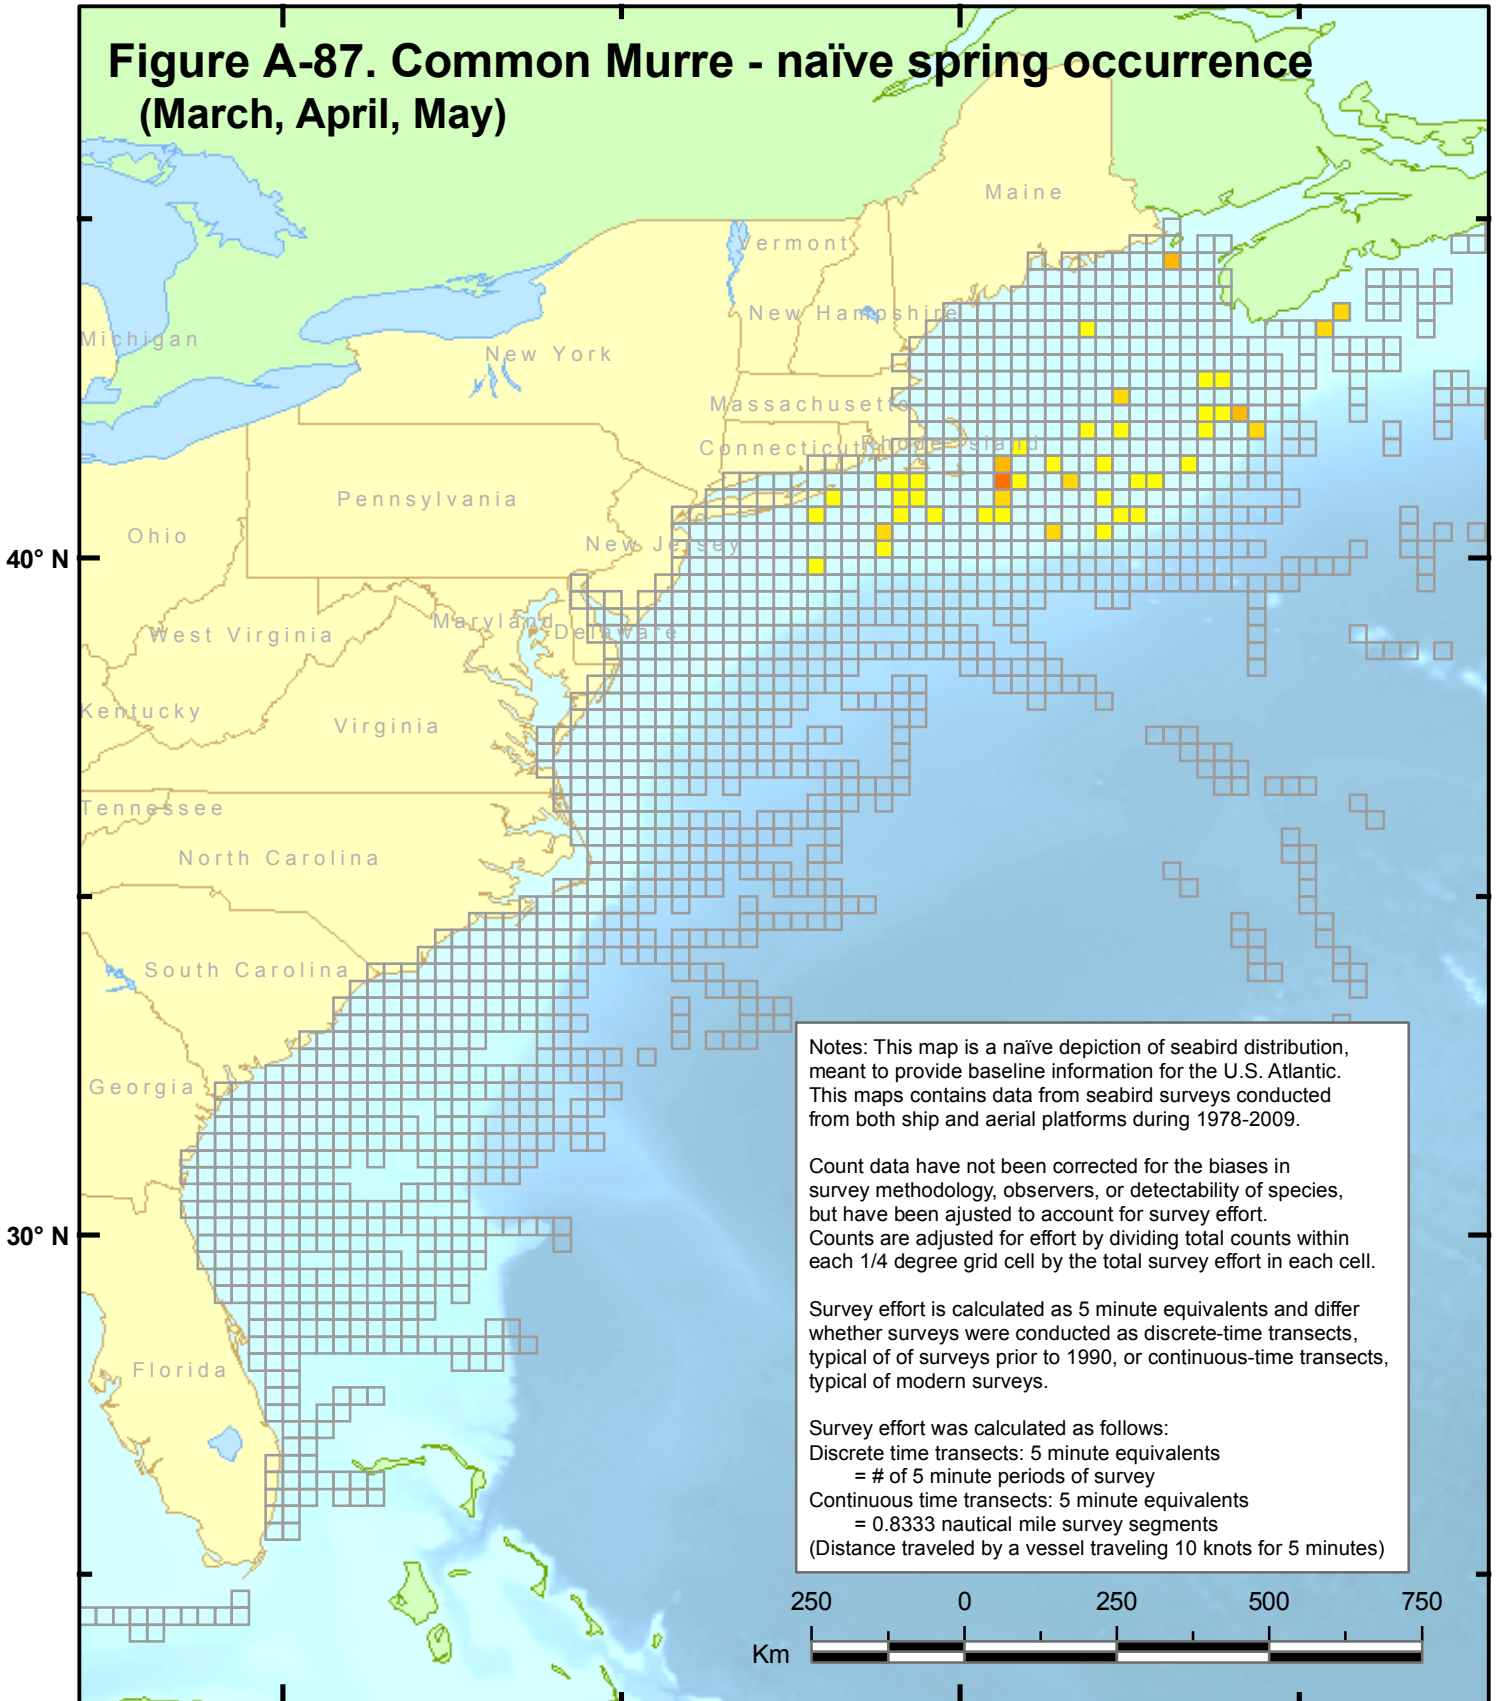 Figure A-87. Common Murre - naïve spring occurrence
(March, April, May)
Maine
Vermont
New Hampshire
Michigan
New York
Massachusetts
Connecticut
Rhode Island
Pennsylvania
Ohio
New Jersey
40° N
Maryland
Delaware
West Virginia
Kentucky
Virginia
Tennessee
North Carolina
South Carolina
Georgia
30° N
Florida
Notes: This map is a naïve depiction of seabird distribution,
meant to provide baseline information for the U.S. Atlantic.
This maps contains data from seabird surveys conducted
from both ship and aerial platforms during 1978-2009.
Count data have not been corrected for the biases in
survey methodology, observers, or detectability of species,
but have been ajusted to account for survey effort.
Counts are adjusted for effort by dividing total counts within
each 1/4 degree grid cell by the total survey effort in each cell.
Survey effort is calculated as 5 minute equivalents and differ
whether surveys were conducted as discrete-time transects,
typical of of surveys prior to 1990, or continuous-time transects,
typical of modern surveys.
Survey effort was calculated as follows:
Discrete time transects: 5 minute equivalents
= # of 5 minute periods of survey
Continuous time transects: 5 minute equivalents
= 0.8333 nautical mile survey segments
(Distance traveled by a vessel traveling 10 knots for 5 minutes)
250 0 250 500 750
Km